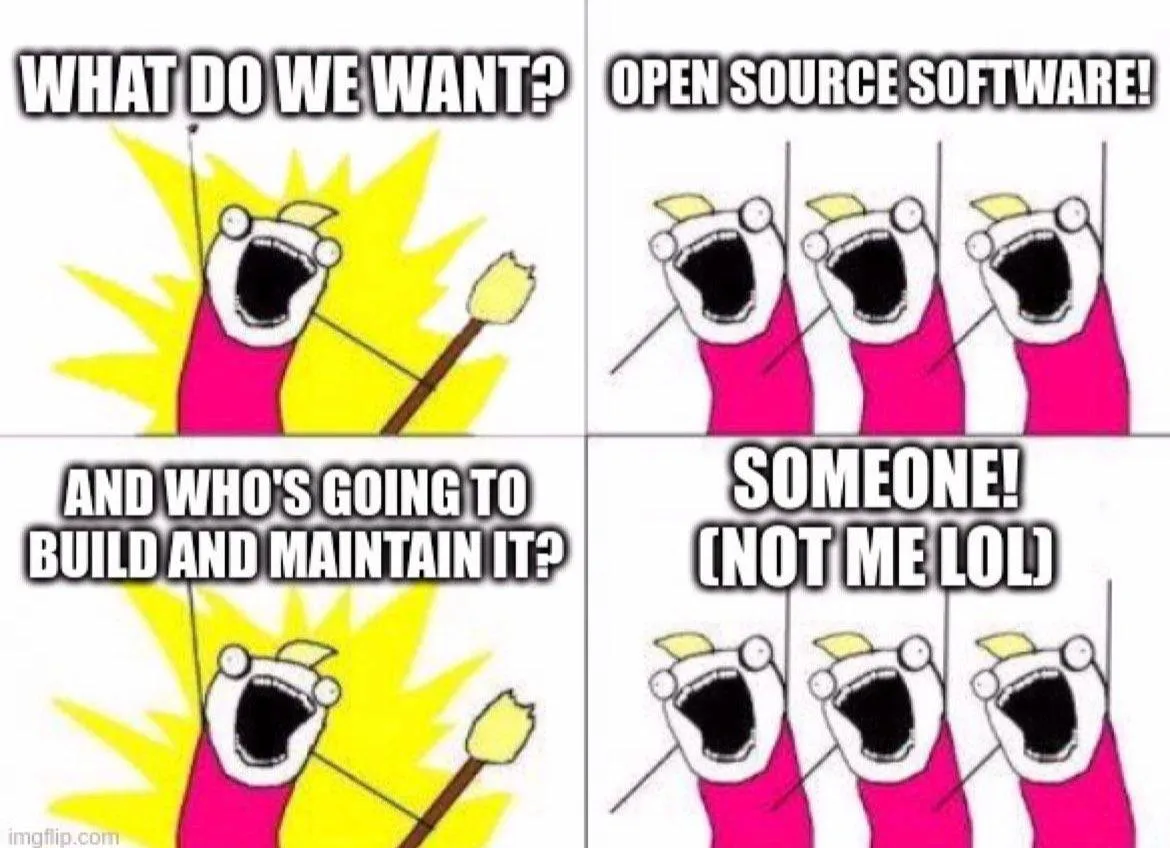 WHAT DO WE WANT?
OPEN SOURCE SOFTWARE!
AND WHO'S GOING TO
BUILD AND MAINTAIN IT?
SOMEONE!
(NOT ME LOL)
imgflip.com